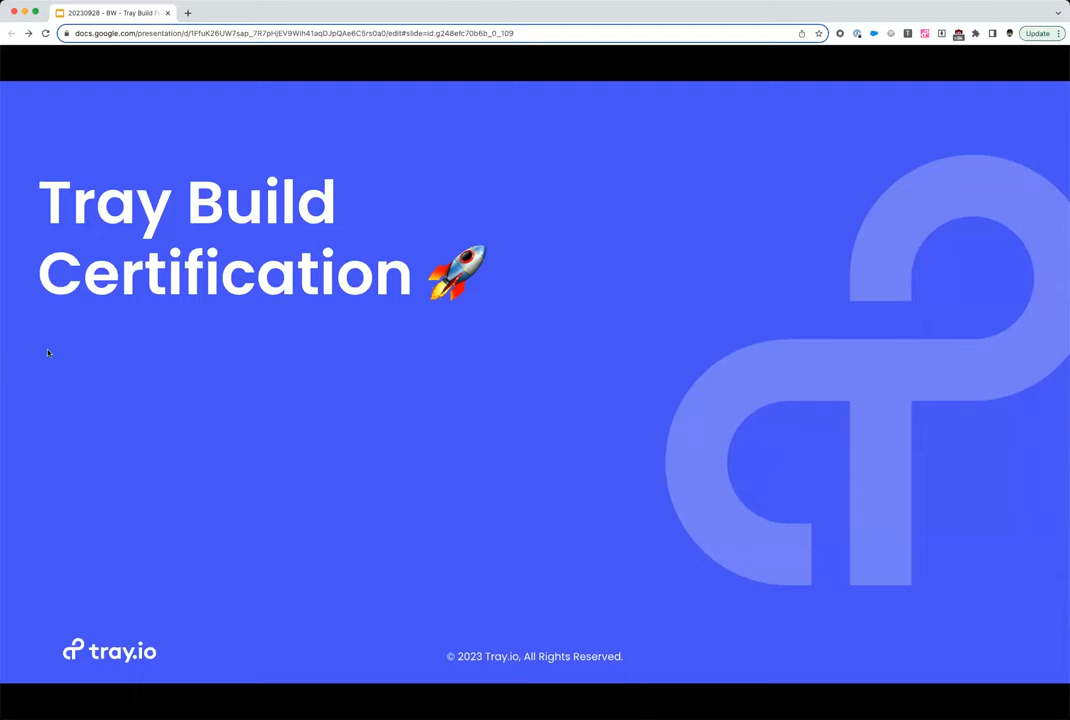 20230928 - BW - Tray Build F
docs.google.com/presentation/d/1FfuK26UW7sap_7R7pHjEV9Wih41aqDJpQAe6C5rs0a0/edit#slide=id.g248efc70b6b_0_109
Update
Tray Build
Certification 🚀
tray.io
© 2023 Tray.io, All Rights Reserved.